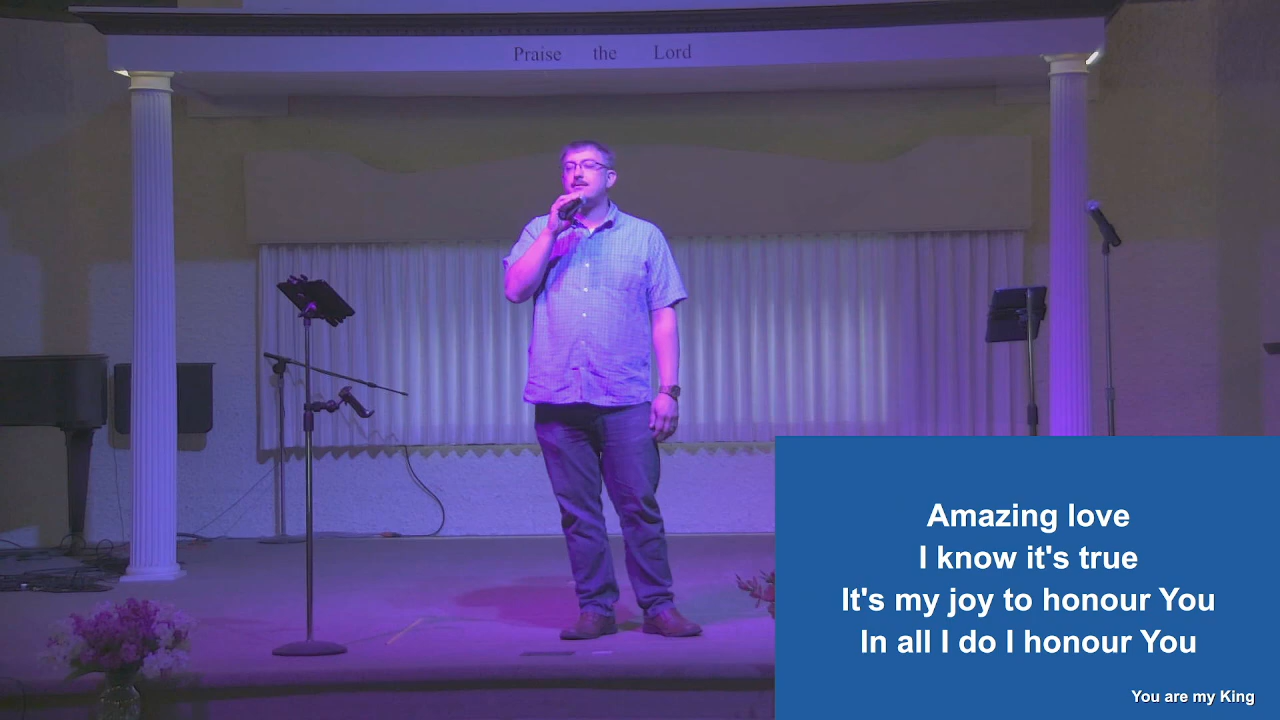 Praise the Lord
Amazing love
I know it's true
It's my joy to honour You
In all I do I honour You
You are my King